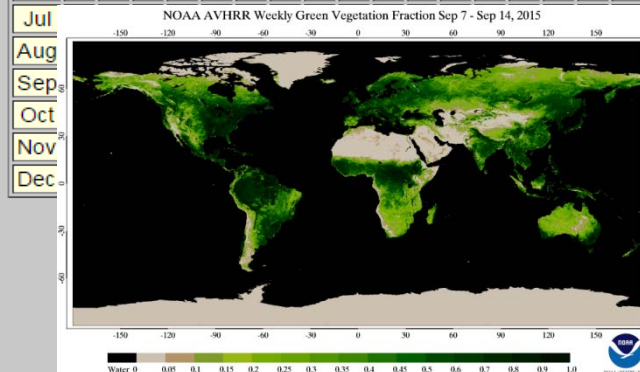 Jul
Aug
Sep
Oct
Nov
Dec
NOAA AVHRR Weekly Green Vegetation Fraction Sep 7 - Sep 14, 2015
-150 -120 -90 -60 -30 0 30 60 90 120 150
60
30
0
-30
-60
-150 -120 -90 -60 -30 0 30 60 90 120 150
Water 0 0.05 0.1 0.15 0.2 0.25 0.3 0.35 0.4 0.45 0.5 0.6 0.7 0.8 0.9 1.0
NOAA